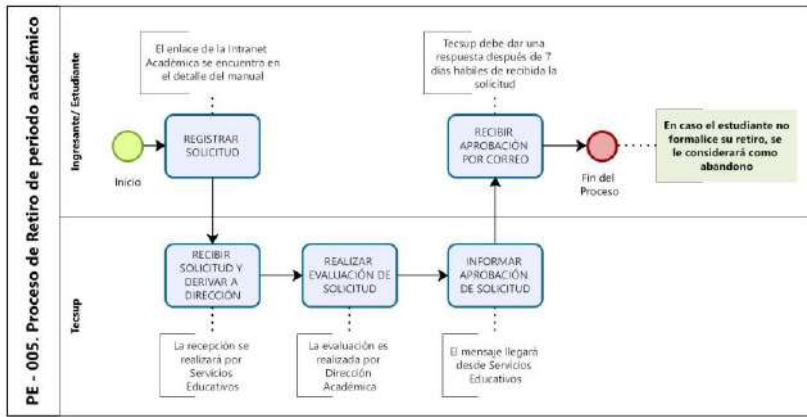 PE - 005. Proceso de Retiro de periodo académico
Ingresante/ Estudiante
El enlace de la Intranet
Académica se encuentra en
el detalle del manual
Tecsup debe dar una
respuesta después de 7
días hábiles de recibida la
solicitud
Inicio
REGISTRAR
SOLICITUD
RECIBIR
APROBACIÓN
POR CORREO
Fin del
Proceso
En caso el estudiante no
formalice su retiro, se
le considerará como
abandono
Tecsup
RECIBIR
SOLICITUD Y
DERIVAR A
DIRECCIÓN
REALIZAR
EVALUACIÓN DE
SOLICITUD
INFORMAR
APROBACIÓN
DE SOLICITUD
La recepción se
realizará por
Servicios
Educativos
La evaluación es
realizada por
Dirección
Académica
El mensaje llegará
desde Servicios
Educativos